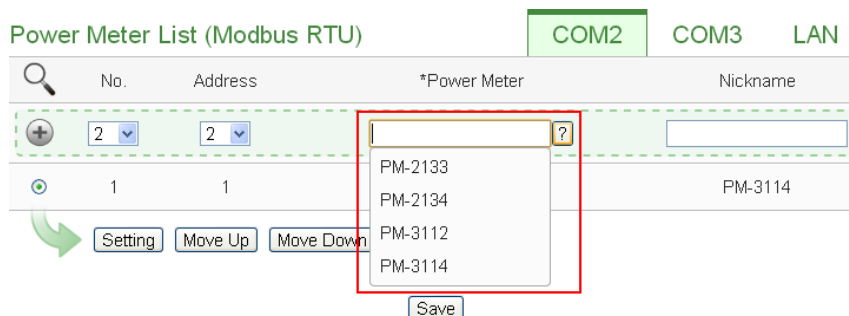 Power Meter List (Modbus RTU) COM2 COM3 LAN
No. Address *Power Meter Nickname
2 2 ?
PM-2133
1 1 PM-3114
PM-2134
Setting Move Up Move Down PM-3112
PM-3114
Save